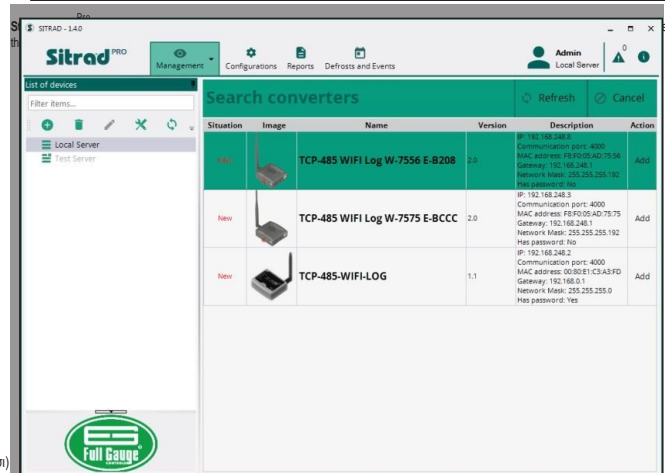 Pro
SITRAD - 1.4.0
Sitrad PRO
Management
Configurations
Reports
Defrosts and Events
Admin
Local Server
0
List of devices
Filter items...
Local Server
Test Server
Search converters
Refresh
Cancel
Situation Image Name Version Description Action
New
TCP-485 WIFI Log W-7556 E-B208
2.0
IP: 192.168.248.6
Communication port: 4000
MAC address: F8:F0:05:AD:75:56
Gateway: 192.168.248.1
Network Mask: 255.255.255.192
Has password: No
Add
New
TCP-485 WIFI Log W-7575 E-BCCC
2.0
IP: 192.168.248.3
Communication port: 4000
MAC address: F8:F0:05:AD:75:75
Gateway: 192.168.248.1
Network Mask: 255.255.255.192
Has password: No
Add
New
TCP-485-WIFI-LOG
1.1
IP: 192.168.248.2
Communication port: 4000
MAC address: 00:80:E1:C3:A3:FD
Gateway: 192.168.0.1
Network Mask: 255.255.255.0
Has password: Yes
Add
Full Gauge
CONTROLS